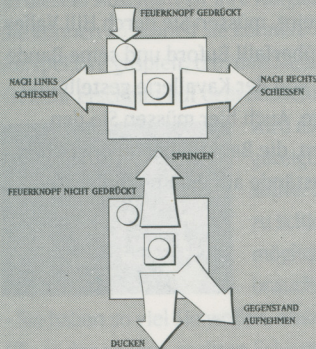 FEUERKNOPF GEDRÜCKT
NACH LINKS
SCHIESSEN
NACH RECHTS
SCHIESSEN
SPRINGEN
FEUERKNOPF NICHT GEDRÜCKT
GEGENSTAND
AUFNEHMEN
DUCKEN